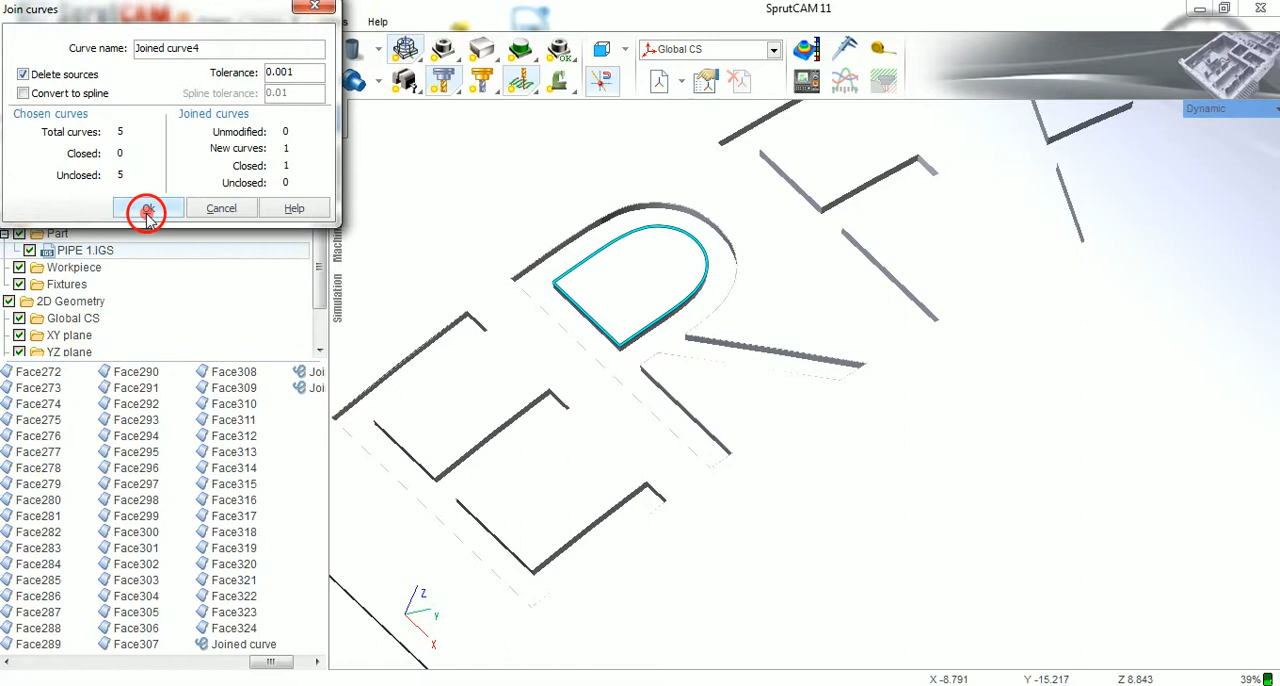 Join curves
SprutCAM 11
Help
Curve name: Joined curve4
Delete sources
Tolerance: 0.001
Convert to spline
Spline tolerance: 0.01
Chosen curves
Joined curves
Total curves: 5
Unmodified: 0
Closed: 0
New curves: 1
Unclosed: 5
Closed: 1
Unclosed: 0
Ok
Cancel
Help
Global CS
Dynamic
Part
PIPE 1.IGS
Workpiece
Fixtures
2D Geometry
Global CS
XY plane
YZ plane
Simulation
Face272 Face290 Face308 Joi
Face273 Face291 Face309 Joi
Face274 Face292 Face310
Face275 Face293 Face311
Face276 Face294 Face312
Face277 Face295 Face313
Face278 Face296 Face314
Face279 Face297 Face315
Face280 Face298 Face316
Face281 Face299 Face317
Face282 Face300 Face318
Face283 Face301 Face319
Face284 Face302 Face320
Face285 Face303 Face321
Face286 Face304 Face322
Face287 Face305 Face323
Face288 Face306 Face324
Face289 Face307 Joined curve
Z
Y
X
X -8.791 Y -15.217 Z 8.843 39%